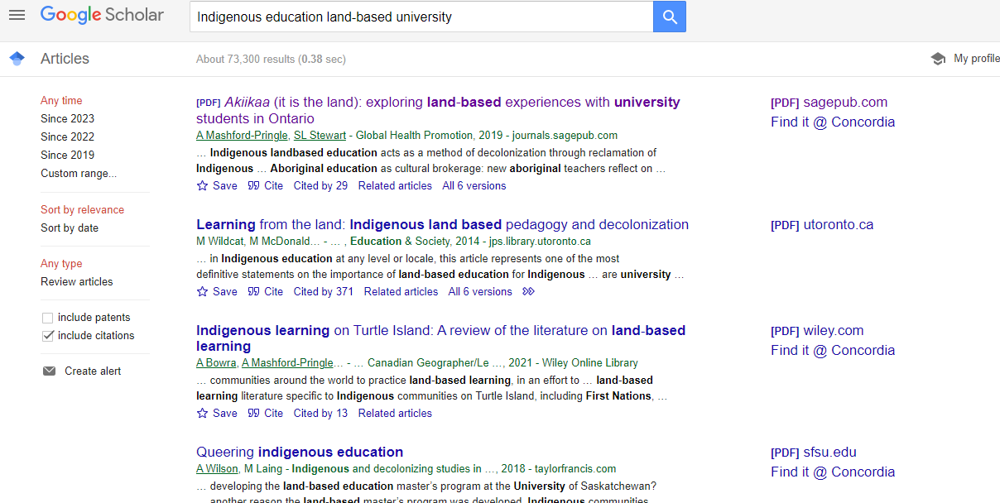 Google Scholar
Indigenous education land-based university
Articles
About 73,300 results (0.38 sec)
My profile
Any time
Since 2023
Since 2022
Since 2019
Custom range...
Sort by relevance
Sort by date
Any type
Review articles
include patents
include citations
Create alert
[PDF] Akiikaa (it is the land): exploring land-based experiences with university
students in Ontario
A Mashford-Pringle, SL Stewart - Global Health Promotion, 2019 - journals.sagepub.com
… Indigenous landbased education acts as a method of decolonization through reclamation of
Indigenous … Aboriginal education as cultural brokerage: new aboriginal teachers reflect on …
Save Cite Cited by 29 Related articles All 6 versions
[PDF] sagepub.com
Find it @ Concordia
Learning from the land: Indigenous land based pedagogy and decolonization
M Wildcat, M McDonald… - … , Education & Society, 2014 - jps.library.utoronto.ca
… in Indigenous education at any level or locale, this article represents one of the most
definitive statements on the importance of land-based education for Indigenous … are university …
Save Cite Cited by 371 Related articles All 6 versions
[PDF] utoronto.ca
Indigenous learning on Turtle Island: A review of the literature on land-based
learning
A Bowra, A Mashford-Pringle… - … Canadian Geographer/Le …, 2021 - Wiley Online Library
… communities around the world to practice land-based learning, in an effort to … land-based
learning literature specific to Indigenous communities on Turtle Island, including First Nations, …
Save Cite Cited by 13 Related articles
[PDF] wiley.com
Find it @ Concordia
Queering indigenous education
A Wilson, M Laing - Indigenous and decolonizing studies in …, 2018 - taylorfrancis.com
… developing the land-based education master's program at the University of Saskatchewan?
… another reason the land-based master's program was developed. Indigenous communities
[PDF] sfsu.edu
Find it @ Concordia